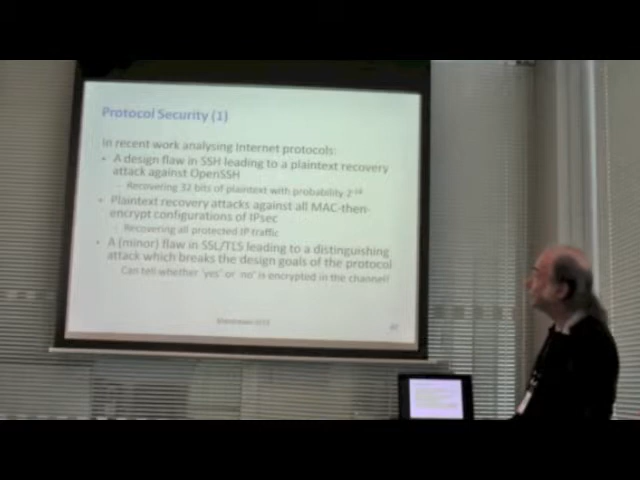 Protocol Security (1)
In recent work analysing Internet protocols:
• A design flaw in SSH leading to a plaintext recovery
attack against OpenSSH
– Recovering 32 bits of plaintext with probability 2
• Plaintext recovery attacks against all MAC-then-
encrypt configurations of IPsec
– Recovering all protected IP traffic
• A (minor) flaw in SSL/TLS leading to a distinguishing
attack which breaks the design goals of the protocol
Can tell whether 'yes' or 'no' is encrypted in the channel!